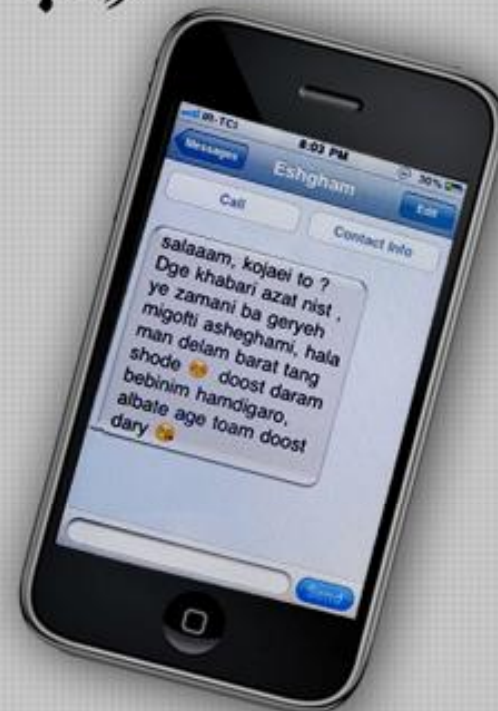 IR-TCI 8:03 PM 30%
Messages Eshgham Edit
Call Contact Info
salaaam, kojaei to ?
Dge khabari azat nist ,
ye zamani ba geryeh
migofti asheghami, hala
man delam barat tang
shode 😘 doost daram
bebinim hamdigaro,
albate age toam doost
dary 😘
Send